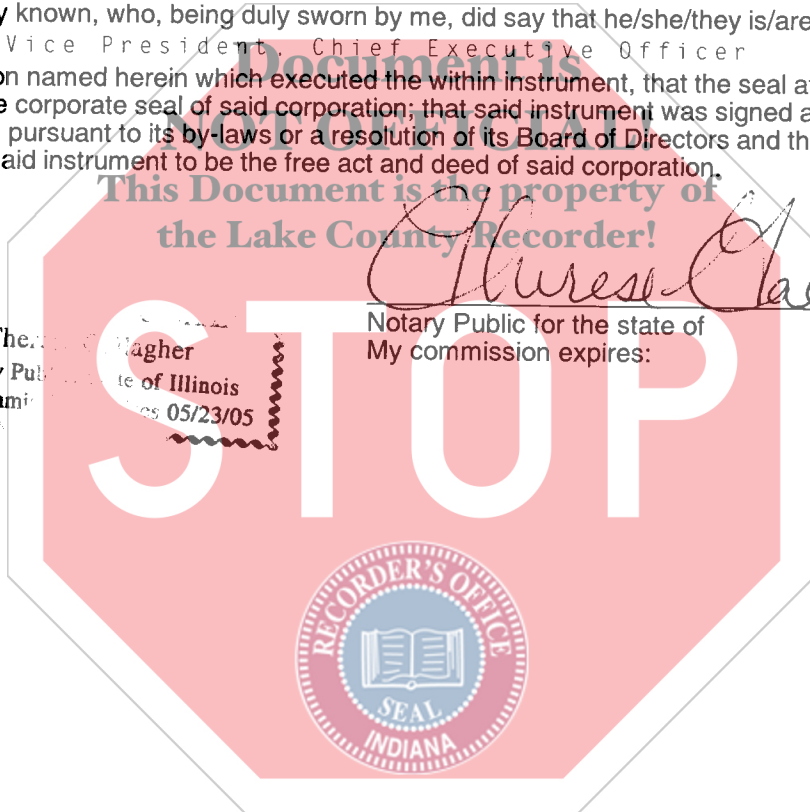 y known, who, being duly sworn by me, did say that he/she/they is/are
Vice President, Chief Executive Officer
Document is
on named herein which executed the within instrument, that the seal af
e corporate seal of said corporation; that said instrument was signed a
NOT OFFICIAL!
pursuant to its by-laws or a resolution of its Board of Directors and th
aid instrument to be the free act and deed of said corporation.
This Document is the property of
the Lake County Recorder!
Notary Public for the state of
My commission expires:
agher
te of Illinois
05/23/05
STOP
RECORDER'S OFFICE
SEAL
INDIANA